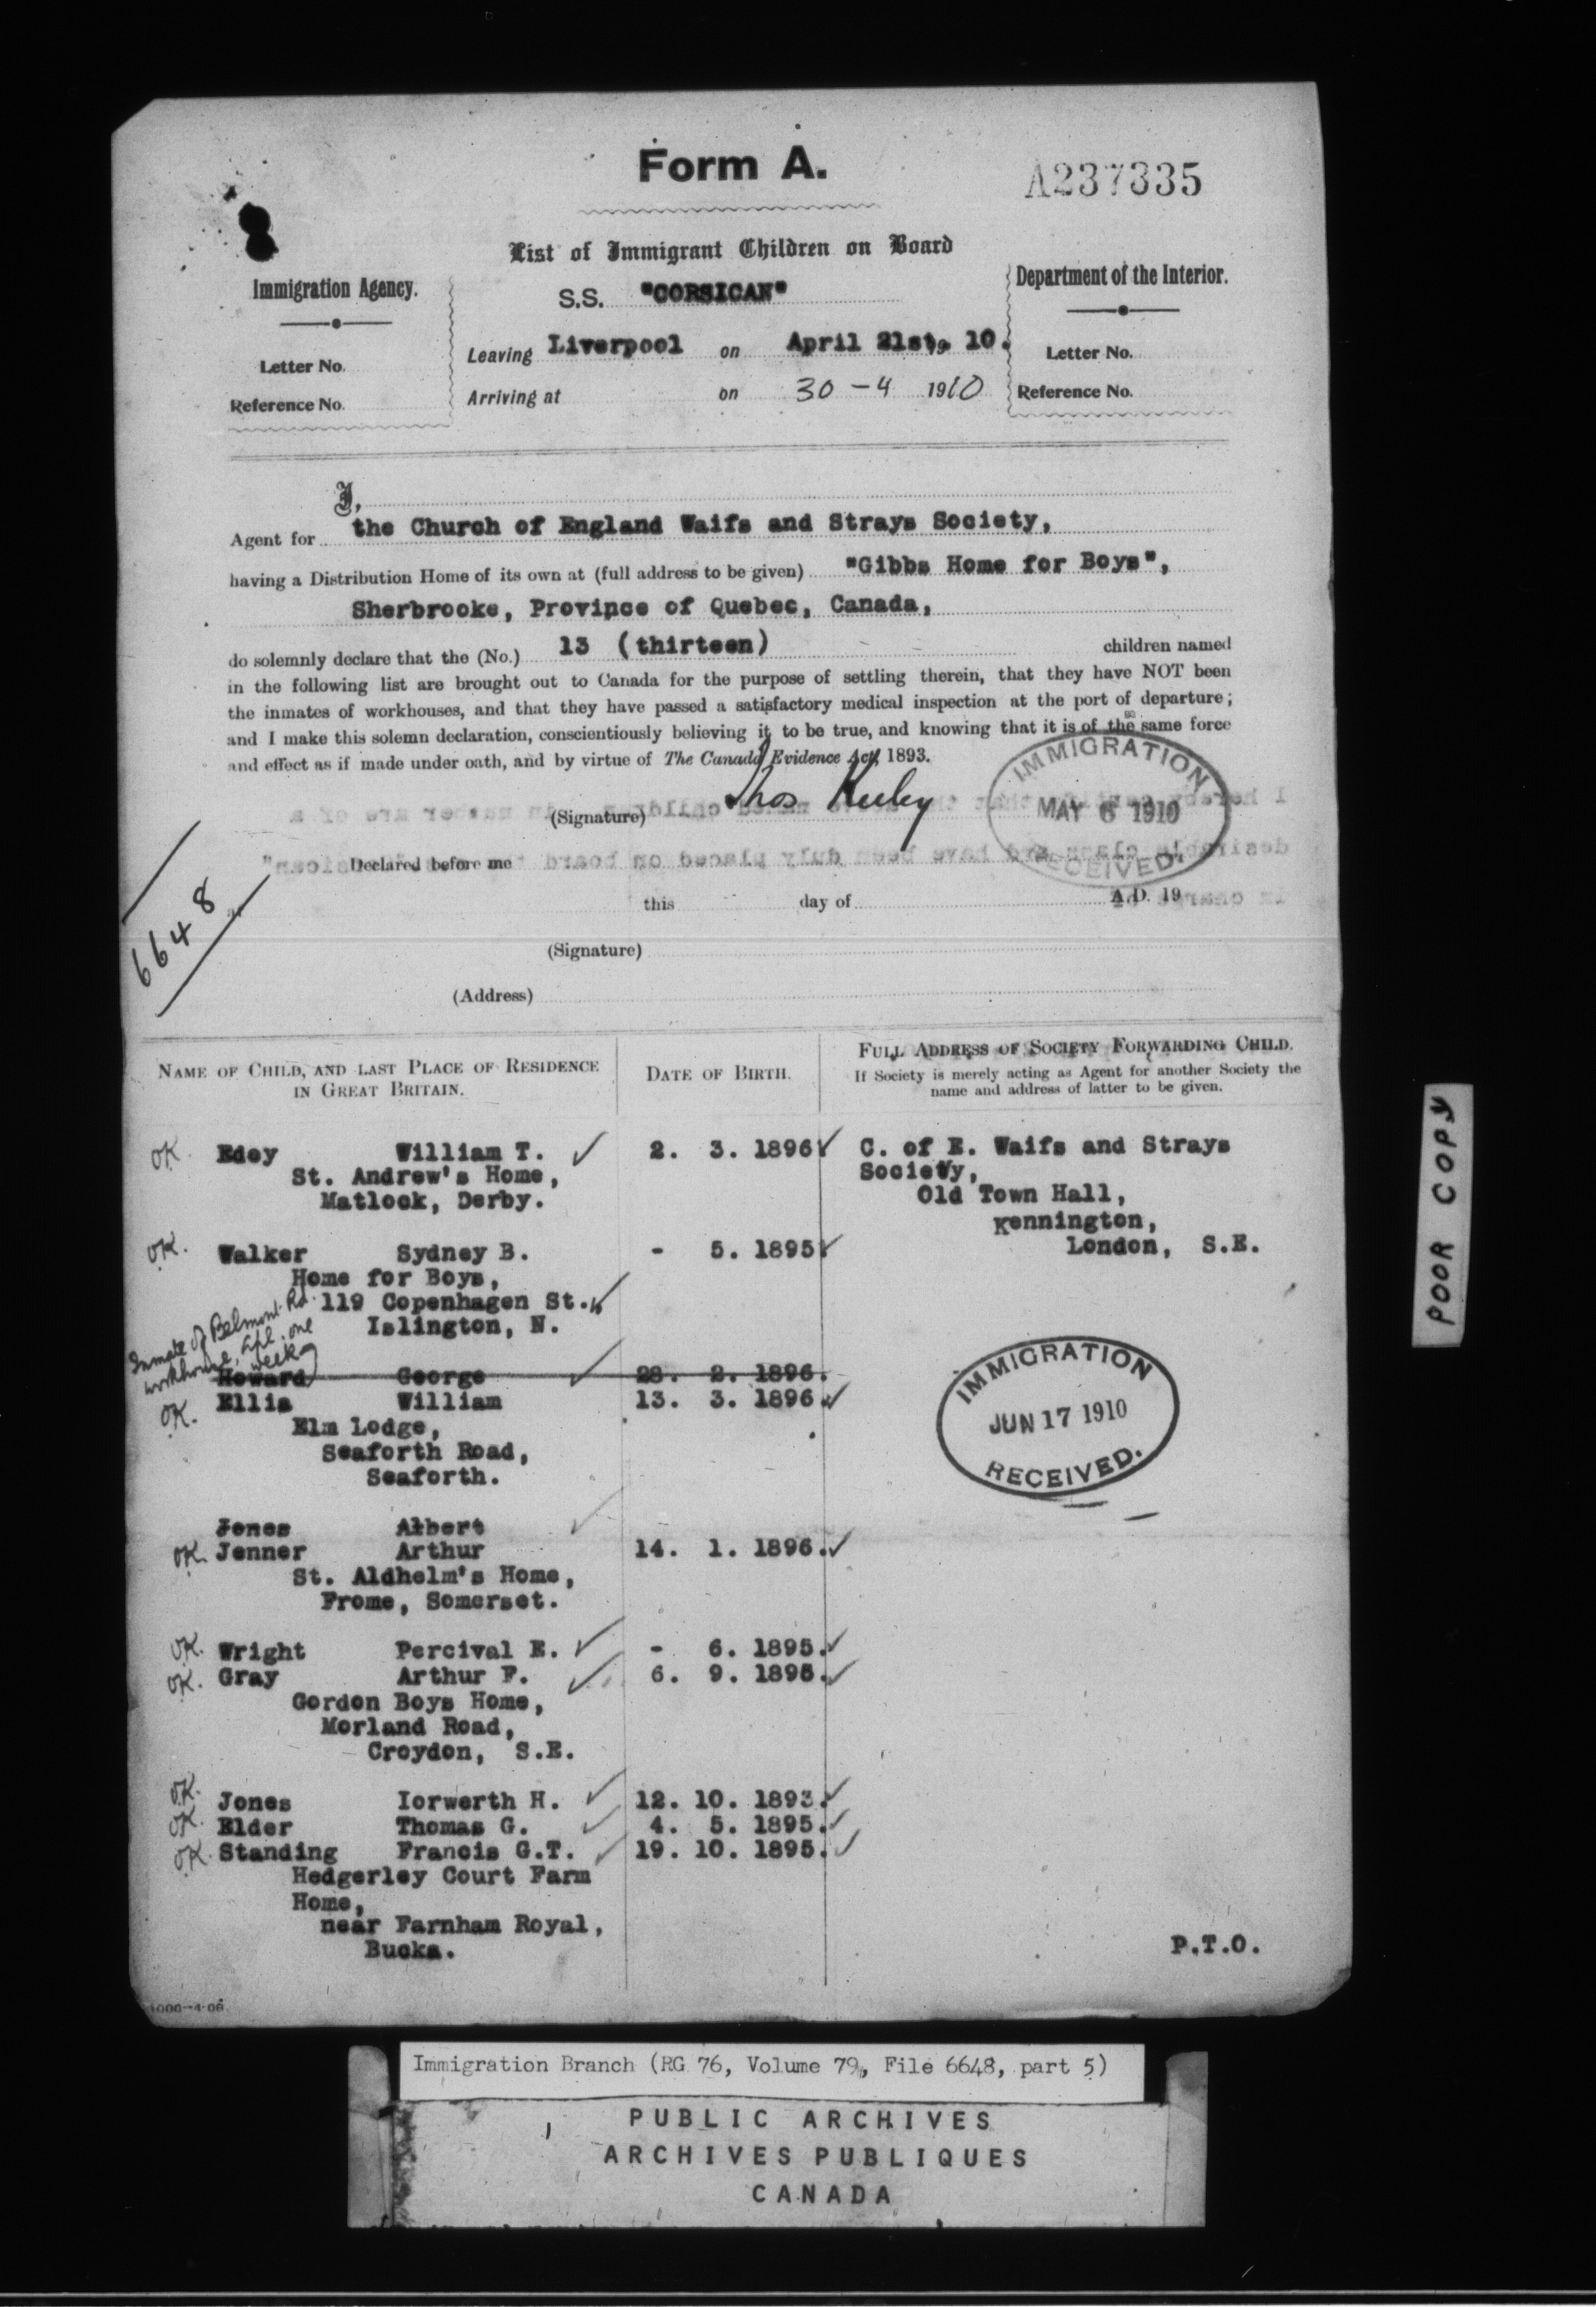 Form A.
A237335
List of Immigrant Children on Board
Immigration Agency.
S.S. "CORSICAN"
Department of the Interior.
Letter No.
Leaving Liverpool on April 21st, 19 10.
Letter No.
Reference No.
Arriving at on 30-4 1910
Reference No.
I,
Agent for the Church of England Waifs and Strays Society,
having a Distribution Home of its own at (full address to be given) "Gibbs Home for Boys",
Sherbrooke, Province of Quebec, Canada,
do solemnly declare that the (No.) 13 (thirteen) children named
in the following list are brought out to Canada for the purpose of settling therein, that they have NOT been
the inmates of workhouses, and that they have passed a satisfactory medical inspection at the port of departure;
and I make this solemn declaration, conscientiously believing it to be true, and knowing that it is of the same force
and effect as if made under oath, and by virtue of The Canada Evidence Act, 1893.
IMMIGRATION
MAY 6 1910
RECEIVED.
(Signature) Thos Keeley
Declared before me
this day of A.D. 19
6648
(Signature)
(Address)
NAME OF CHILD, AND LAST PLACE OF RESIDENCE
IN GREAT BRITAIN.
DATE OF BIRTH.
FULL ADDRESS OF SOCIETY FORWARDING CHILD.
If Society is merely acting as Agent for another Society the
name and address of latter to be given.
OK. Edey William T. ✓ 2. 3. 1896 ✓ C. of E. Waifs and Strays
St. Andrew's Home, Society,
Matlock, Derby. Old Town Hall,
Kennington,
OK. Walker Sydney B. - 5. 1895 ✓ London, S.E.
Home for Boys,
119 Copenhagen St., ✓
Islington, N.
Inmate of Belmont Rd.
workhouse, Lpl. one
week
Howard George ✓ 28. 2. 1896.
OK. Ellis William 13. 3. 1896. ✓
Elm Lodge,
Seaforth Road,
Seaforth.
IMMIGRATION
JUN 17 1910
RECEIVED.
Jones Albert ✓
OK. Jenner Arthur 14. 1. 1896. ✓
St. Aldhelm's Home,
Frome, Somerset.
OK. Wright Percival E. ✓ - 6. 1895. ✓
OK. Gray Arthur F. ✓ 6. 9. 1895. ✓
Gordon Boys Home,
Morland Road,
Croydon, S.E.
OK. Jones Iorwerth H. ✓ 12. 10. 1893. ✓
OK. Elder Thomas G. ✓ 4. 5. 1895. ✓
OK. Standing Francis G.T. ✓ 19. 10. 1895. ✓
Hedgerley Court Farm
Home,
near Farnham Royal,
Bucks.
P.T.O.
1000-4-06
POOR COPY
Immigration Branch (RG 76, Volume 79, File 6648, part 5)
PUBLIC ARCHIVES
ARCHIVES PUBLIQUES
CANADA